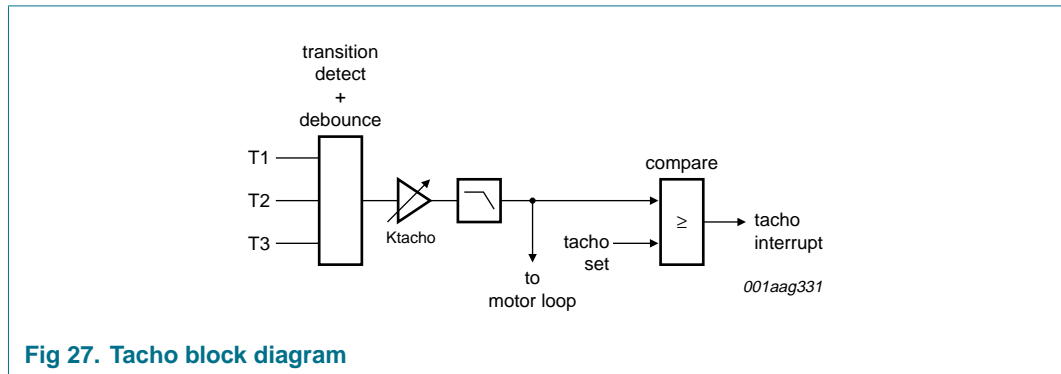 transition
detect
+
debounce
T1
T2
T3
Ktacho
to
motor loop
tacho
set
compare
≥
tacho
interrupt
001aag331
Fig 27. Tacho block diagram